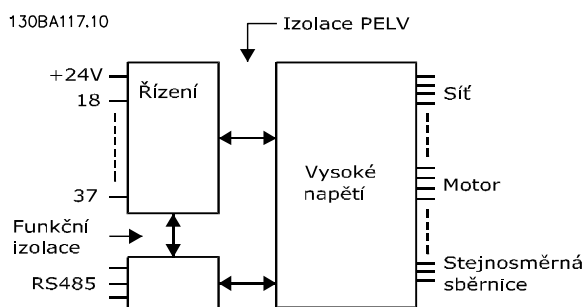 130BA117.10
Izolace PELV
+24V
18
37
Řízení
Vysoké
napětí
Síť
Motor
Stejnosměrná
sběrnice
Funkční
izolace
RS485